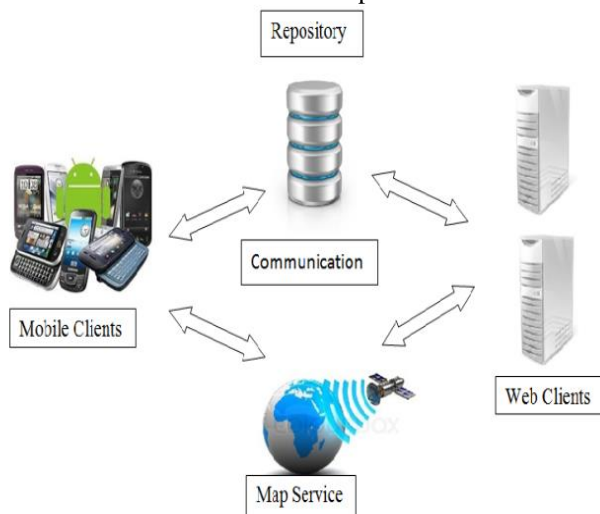 Repository
Communication
Mobile Clients
Web Clients
Map Service